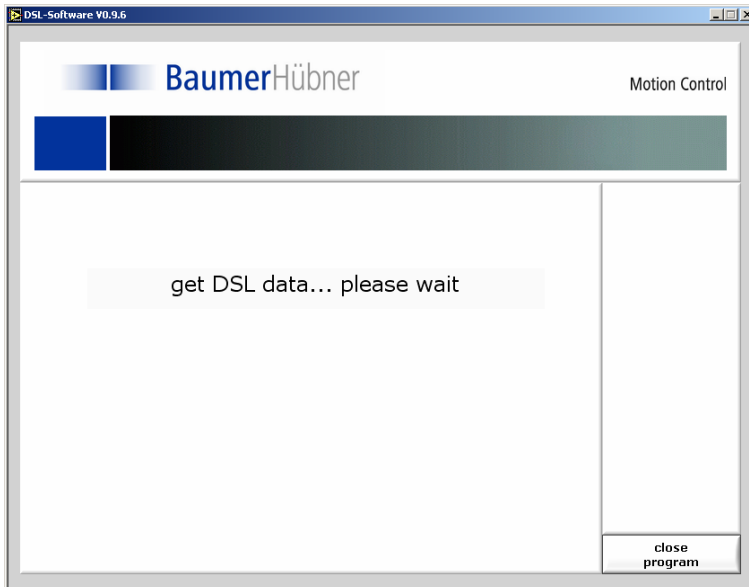 DSL-Software V0.9.6
BaumerHübner
Motion Control
get DSL data... please wait
close
program